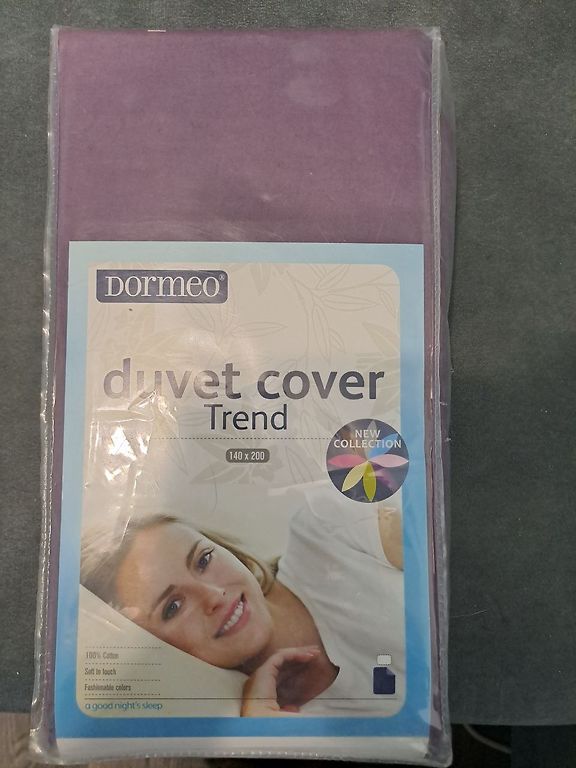 DORMEO®
duvet cover
Trend
140 x 200
NEW
COLLECTION
100% Cotton
Soft to touch
Fashionable colors
a good night's sleep